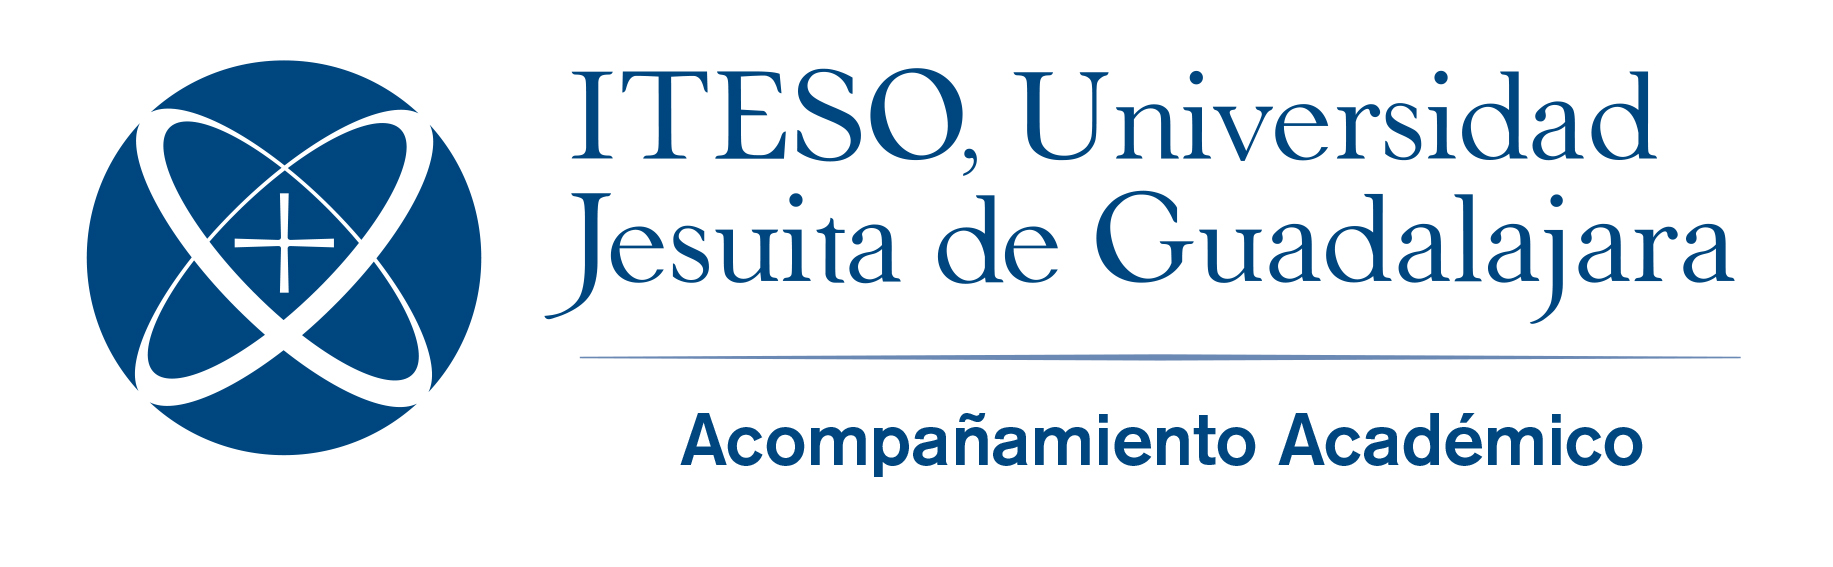 ITESO, Universidad
Jesuita de Guadalajara
Acompañamiento Académico